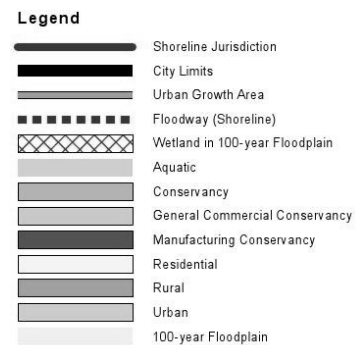 Legend
Shoreline Jurisdiction
City Limits
Urban Growth Area
Floodway (Shoreline)
Wetland in 100-year Floodplain
Aquatic
Conservancy
General Commercial Conservancy
Manufacturing Conservancy
Residential
Rural
Urban
100-year Floodplain